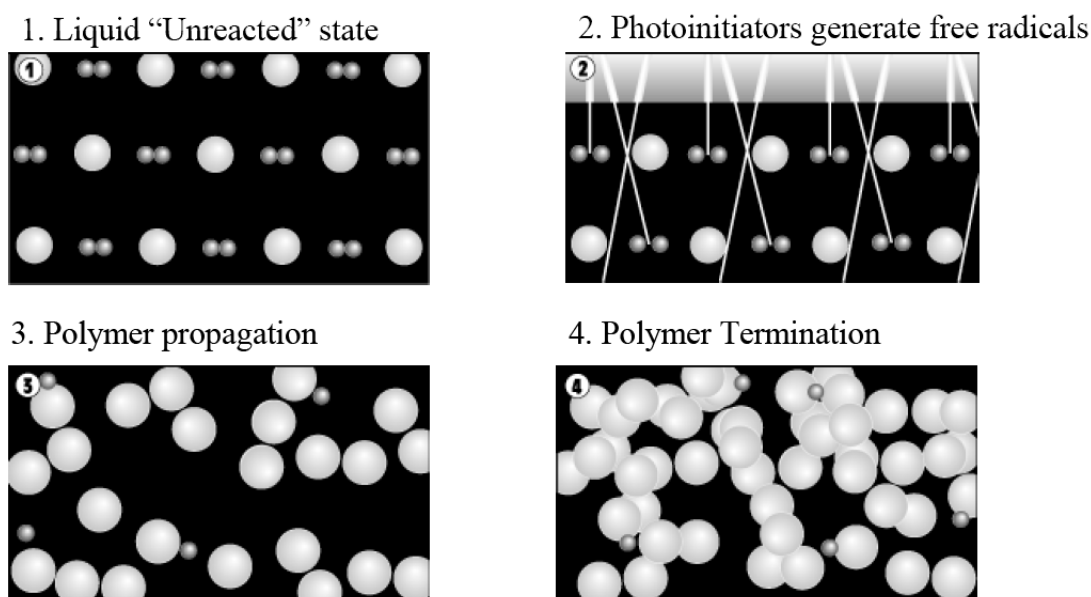 1. Liquid “Unreacted” state
2. Photoinitiators generate free radicals
1
2
3. Polymer propagation
4. Polymer Termination
3
4